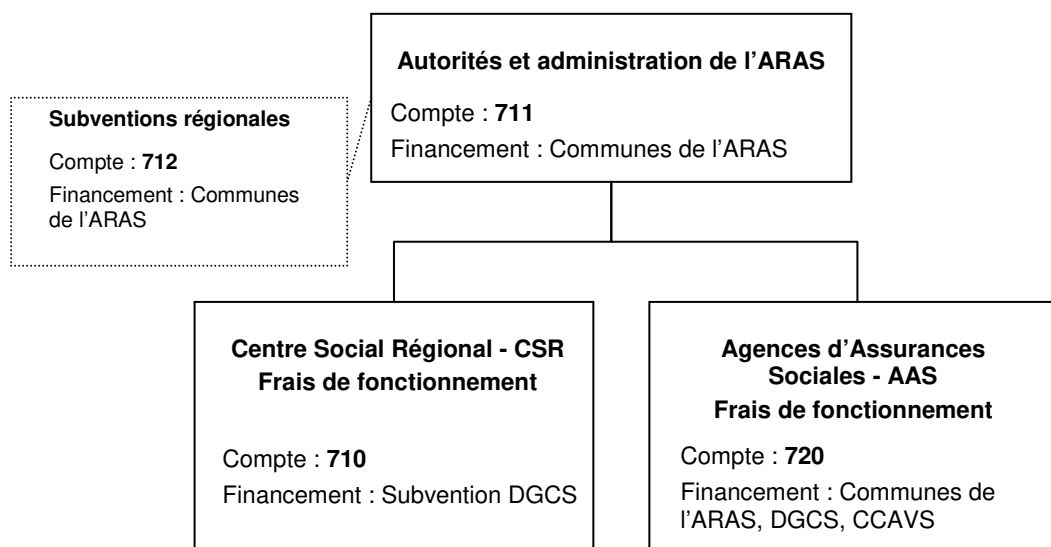 Autorités et administration de l'ARAS
Compte : 711
Financement : Communes de l'ARAS
Subventions régionales
Compte : 712
Financement : Communes
de l'ARAS
Centre Social Régional - CSR
Frais de fonctionnement
Compte : 710
Financement : Subvention DGCS
Agences d'Assurances
Sociales - AAS
Frais de fonctionnement
Compte : 720
Financement : Communes de
l'ARAS, DGCS, CCAVS